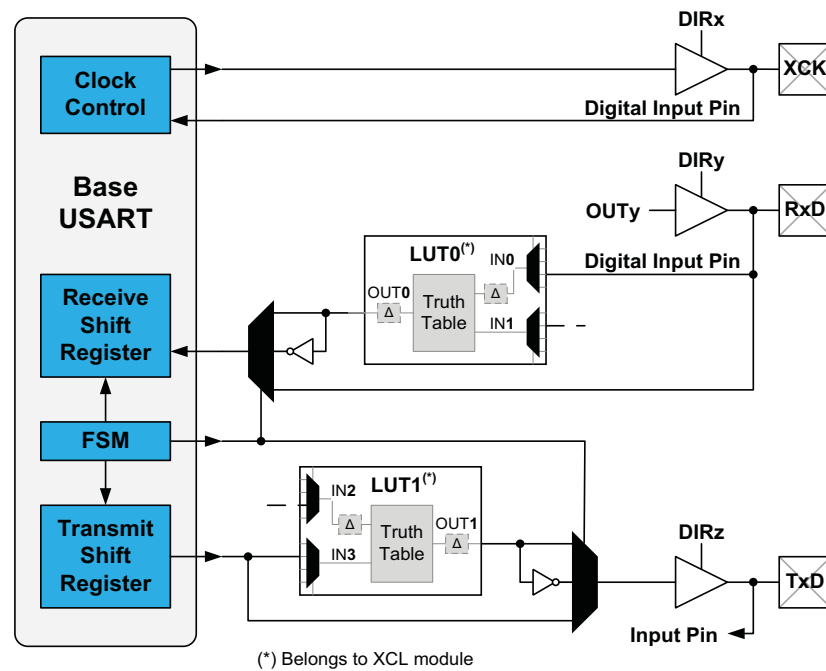 DIRx
Clock
Control
XCK
Digital Input Pin
Base
USART
DIRy
OUTy
RxD
LUT0(*)
IN0
Digital Input Pin
OUT0
Δ
Δ
Truth
Table
IN1
Receive
Shift
Register
FSM
LUT1(*)
IN2
Δ
Truth
Table
OUT1
Δ
IN3
Transmit
Shift
Register
DIRz
TxD
Input Pin
(*) Belongs to XCL module